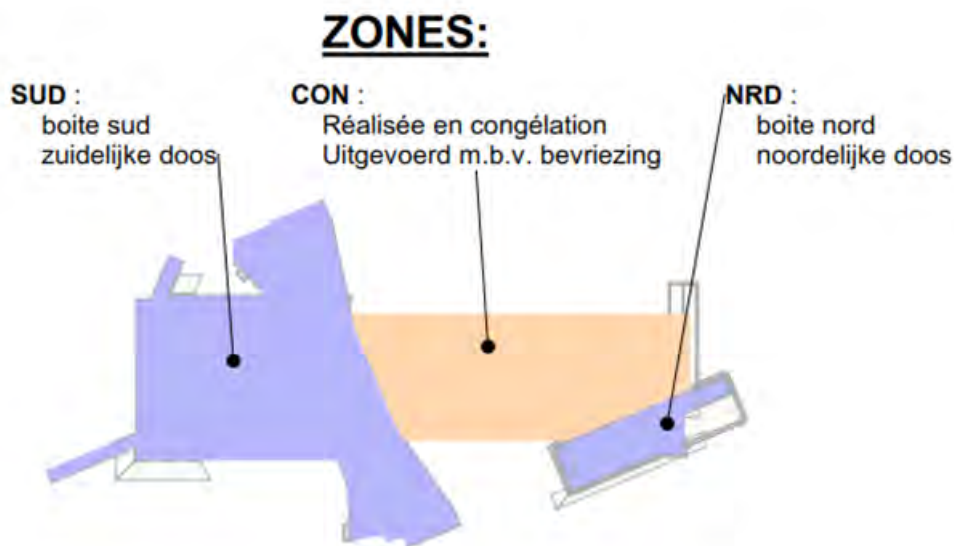 ZONES:
SUD :
boite sud
zuidelijke doos
CON :
Réalisée en congélation
Uitgevoerd m.b.v. bevriezing
NRD :
boite nord
noordelijke doos